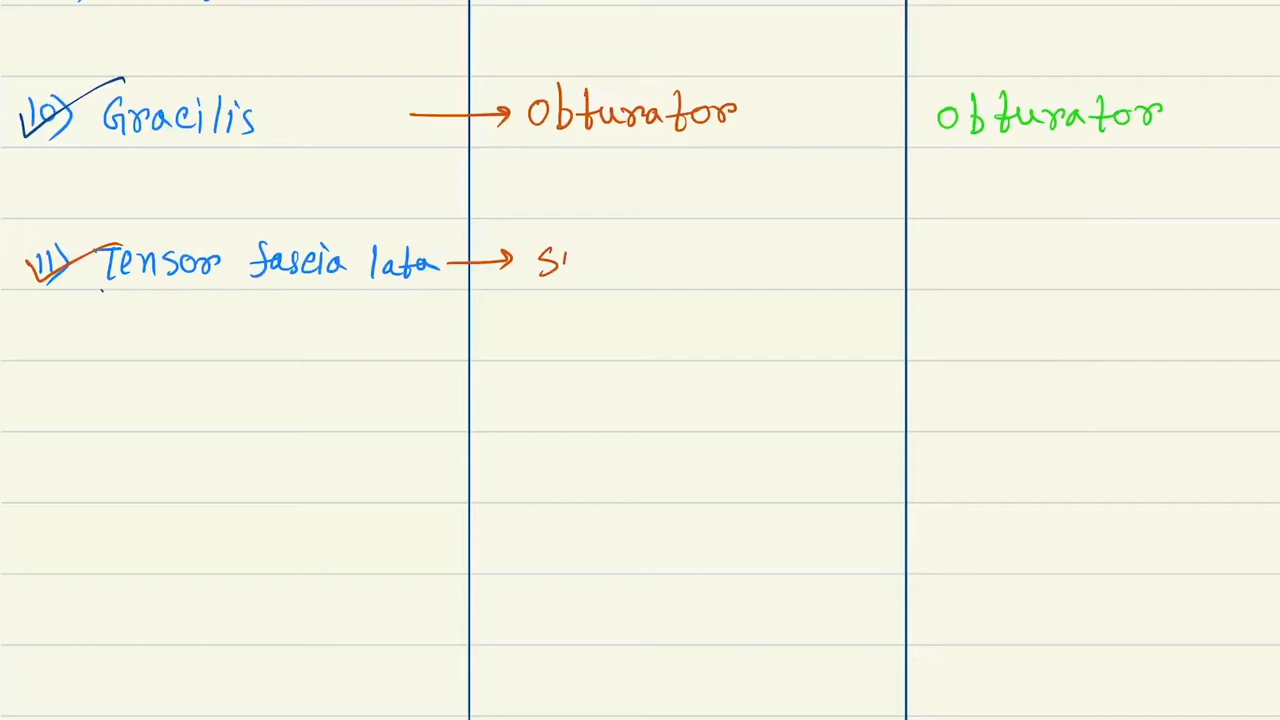 10) Gracilis → Obturator Obturator
11) Tensor fascia lata → S